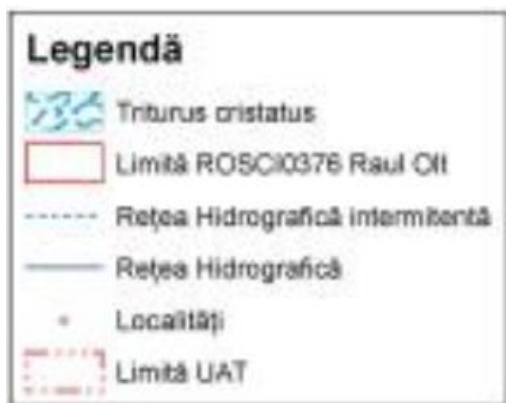 Legendă
Triturus cristatus
Limită ROSCI0376 Raul Olt
Rețea Hidrografică intermitentă
Rețea Hidrografică
Localități
Limită UAT